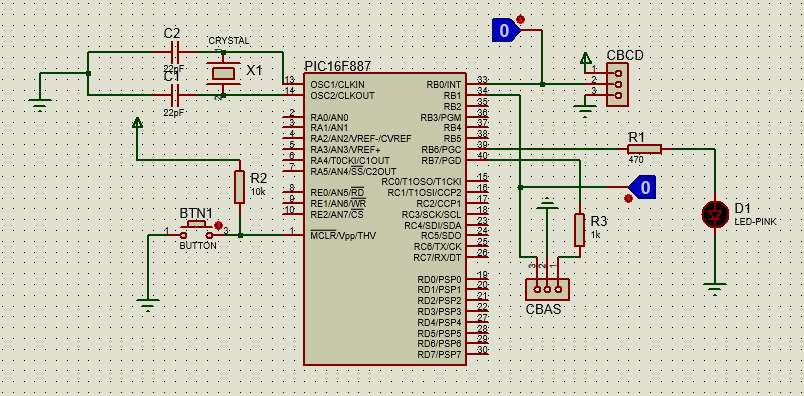 C2
22pF
CRYSTAL
X1
C1
22pF
R2
10k
BTN1
1
3
BUTTON
PIC16F887
13 OSC1/CLKIN
14 OSC2/CLKOUT
2 RA0/AN0
3 RA1/AN1
4 RA2/AN2/VREF-/CVREF
5 RA3/AN3/VREF+
6 RA4/T0CKI/C1OUT
7 RA5/AN4/SS/C2OUT
8 RE0/AN5/RD
9 RE1/AN6/WR
10 RE2/AN7/CS
1 MCLR/Vpp/THV
RB0/INT 33
RB1 34
RB2 35
RB3/PGM 36
RB4 37
RB5 38
RB6/PGC 39
RB7/PGD 40
RC0/T1OSO/T1CKI 15
RC1/T1OSI/CCP2 16
RC2/CCP1 17
RC3/SCK/SCL 18
RC4/SDI/SDA 23
RC5/SDO 24
RC6/TX/CK 25
RC7/RX/DT 26
RD0/PSP0 19
RD1/PSP1 20
RD2/PSP2 21
RD3/PSP3 22
RD4/PSP4 27
RD5/PSP5 28
RD6/PSP6 29
RD7/PSP7 30
0
CBCD
1
2
3
R1
470
0
R3
1k
3 2 1
CBAS
D1
LED-PINK